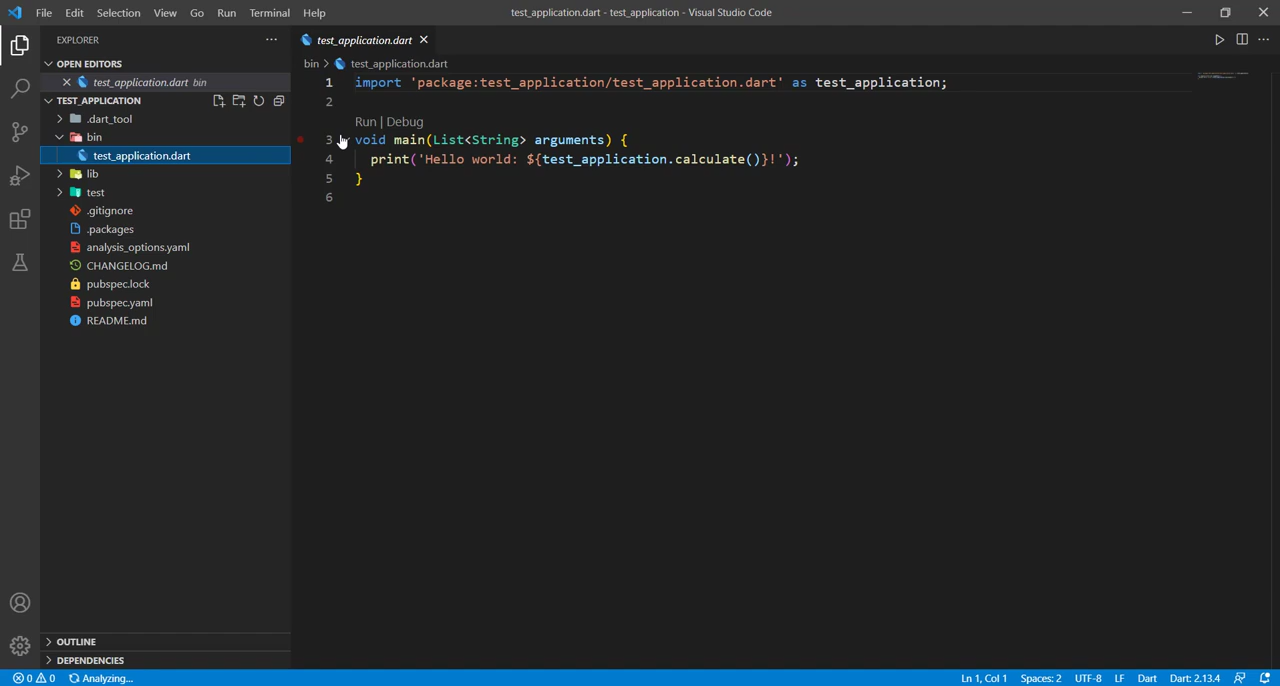 File Edit Selection View Go Run Terminal Help
test_application.dart - test_application - Visual Studio Code
EXPLORER
OPEN EDITORS
test_application.dart bin
TEST_APPLICATION
.dart_tool
bin
test_application.dart
lib
test
.gitignore
.packages
analysis_options.yaml
CHANGELOG.md
pubspec.lock
pubspec.yaml
README.md
OUTLINE
DEPENDENCIES
test_application.dart
bin > test_application.dart
1 import 'package:test_application/test_application.dart' as test_application;
2
Run | Debug
3 void main(List<String> arguments) {
4 print('Hello world: ${test_application.calculate()}!');
5 }
6
0 0 Analyzing...
Ln 1, Col 1 Spaces: 2 UTF-8 LF Dart Dart: 2.13.4